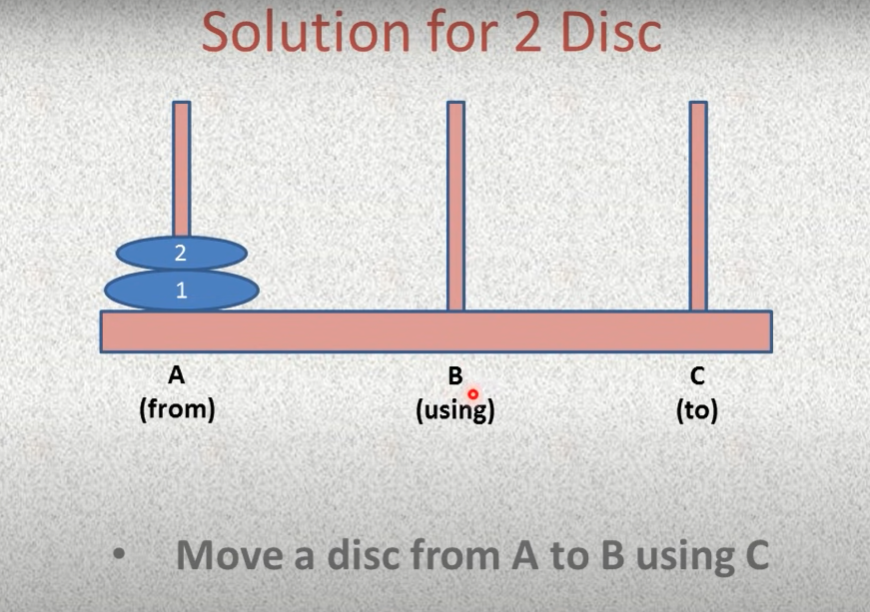 Solution for 2 Disc
2
1
A B C
(from) (using) (to)
• Move a disc from A to B using C